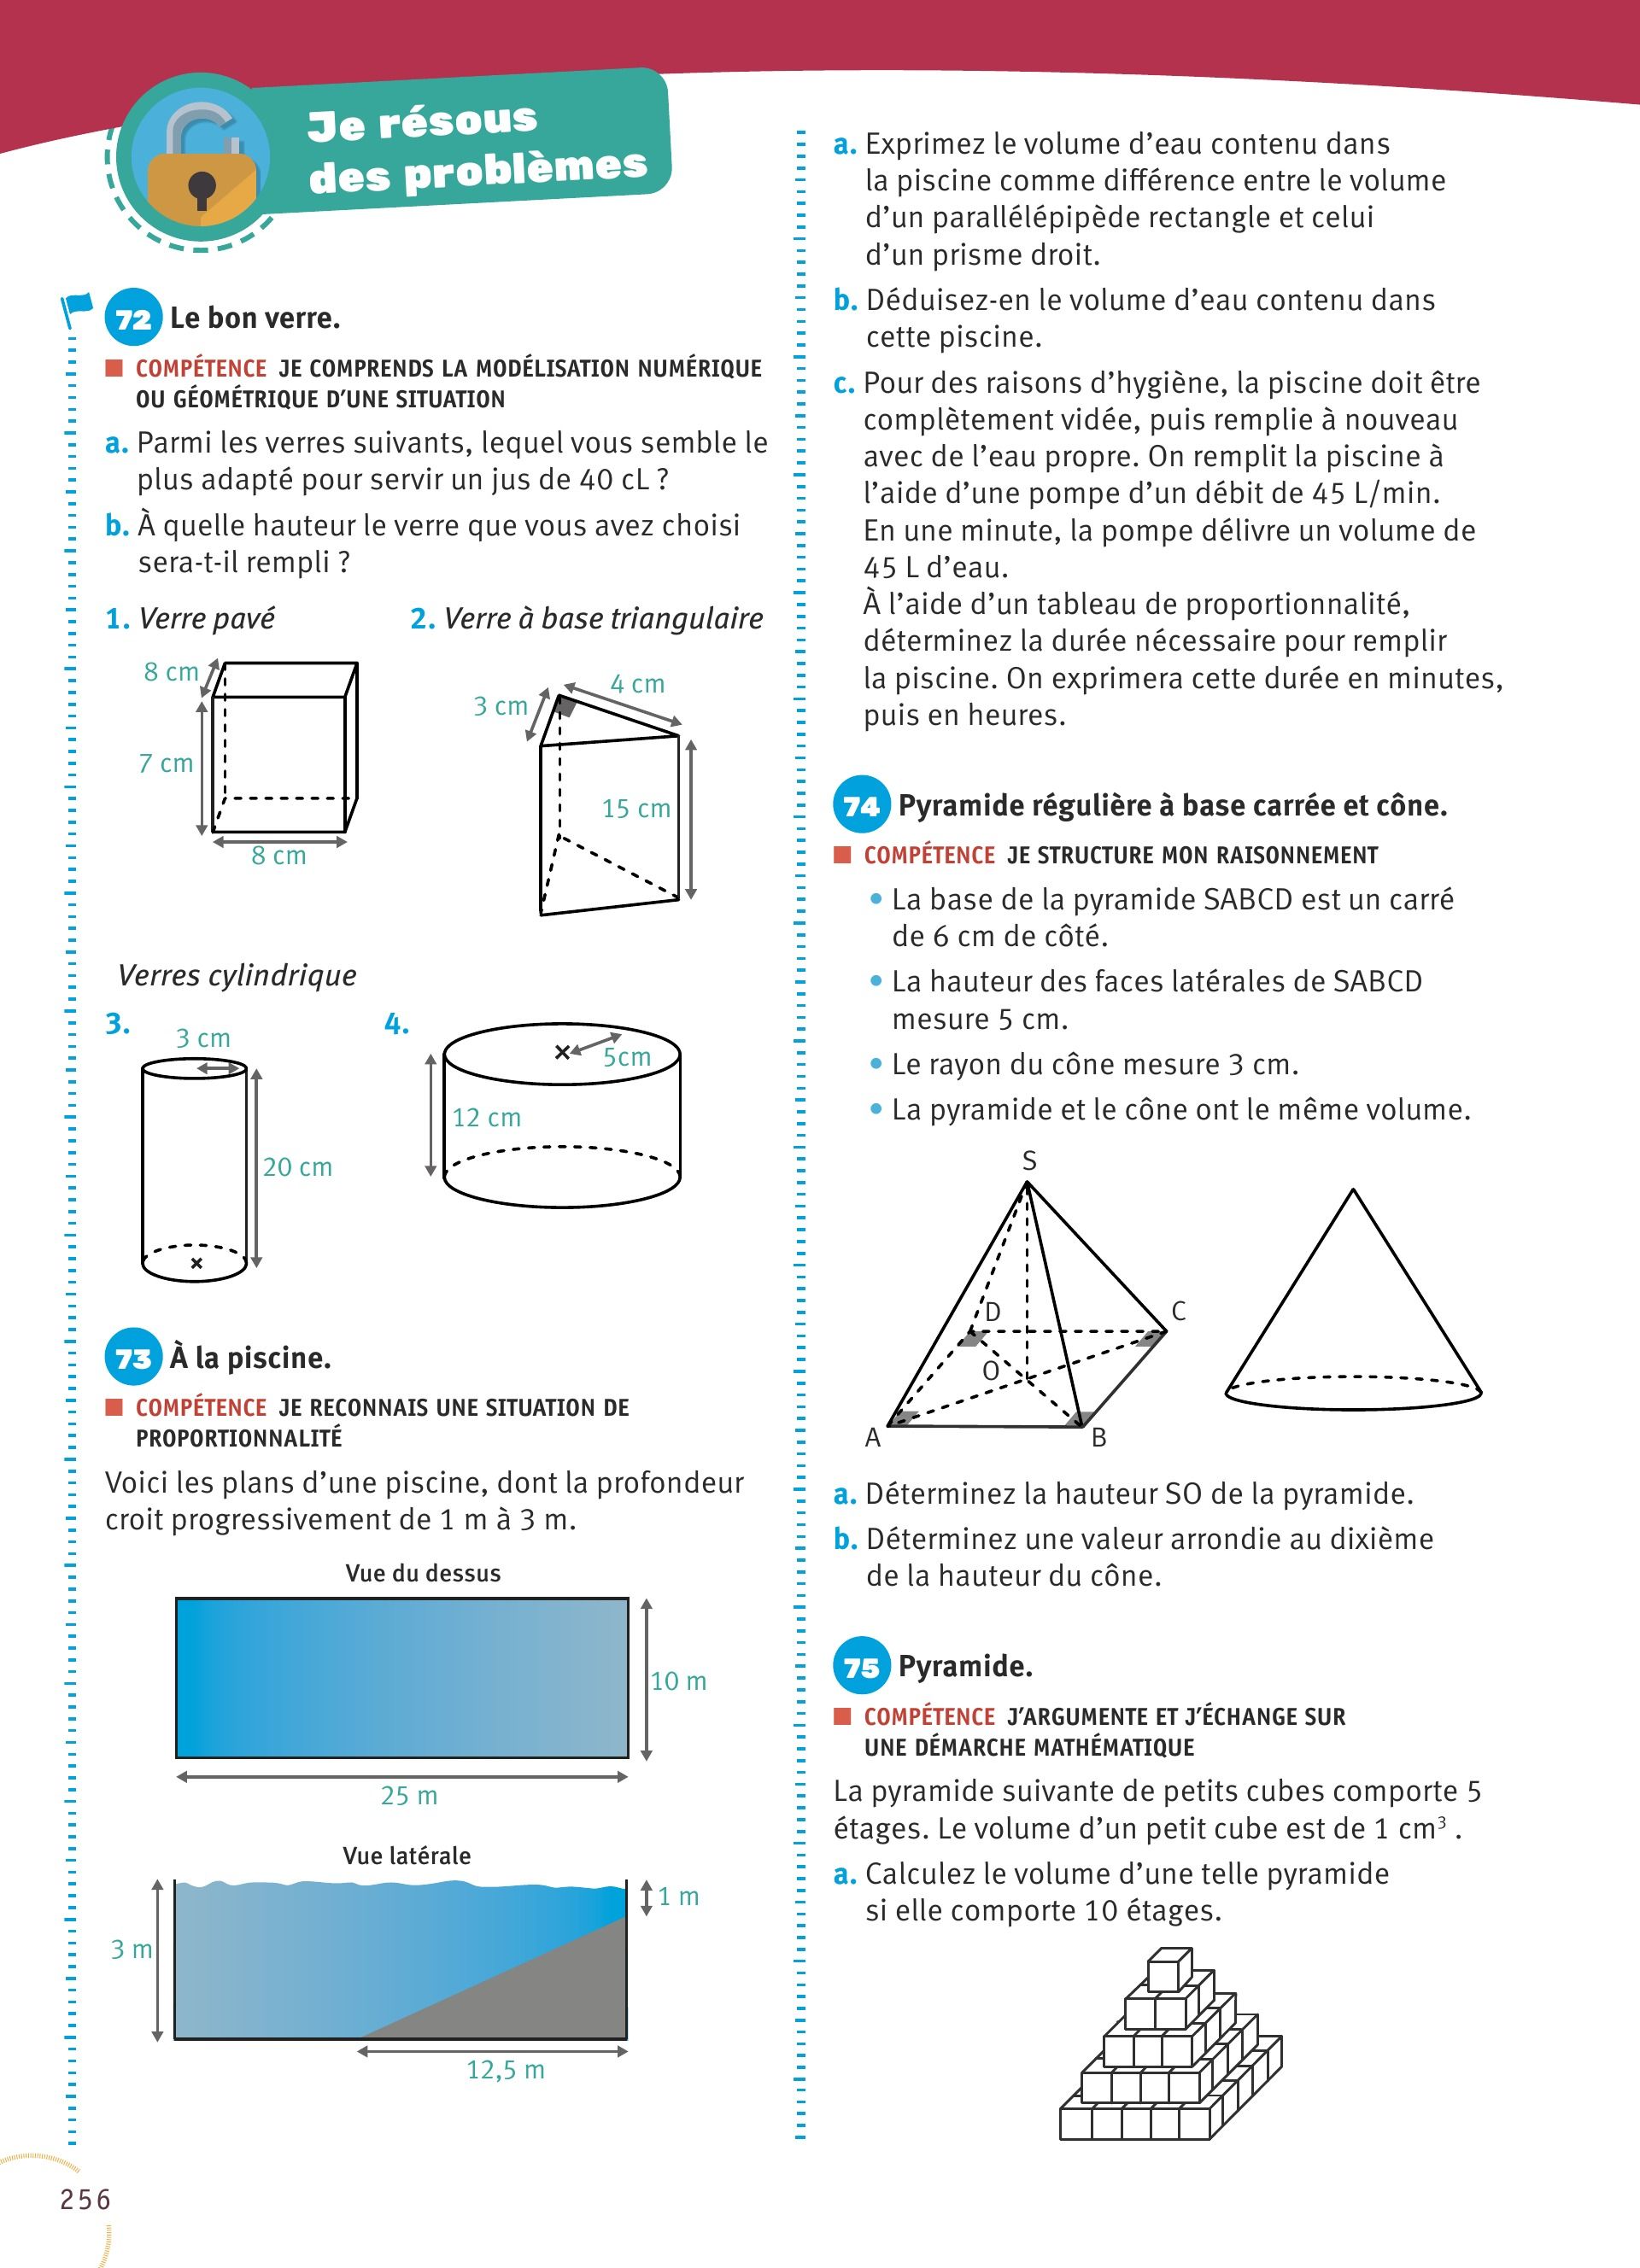 Je résous
des problèmes
72 Le bon verre.
COMPÉTENCE JE COMPRENDS LA MODÉLISATION NUMÉRIQUE
OU GÉOMÉTRIQUE D'UNE SITUATION
a. Parmi les verres suivants, lequel vous semble le
plus adapté pour servir un jus de 40 cL ?
b. À quelle hauteur le verre que vous avez choisi
sera-t-il rempli ?
1. Verre pavé
8 cm
7 cm
8 cm
2. Verre à base triangulaire
4 cm
3 cm
15 cm
Verres cylindrique
3.
3 cm
20 cm
4.
5cm
12 cm
73 À la piscine.
COMPÉTENCE JE RECONNAIS UNE SITUATION DE
PROPORTIONNALITÉ
Voici les plans d'une piscine, dont la profondeur
croit progressivement de 1 m à 3 m.
Vue du dessus
10 m
25 m
Vue latérale
1 m
3 m
12,5 m
a. Exprimez le volume d'eau contenu dans
la piscine comme différence entre le volume
d'un parallélépipède rectangle et celui
d'un prisme droit.
b. Déduisez-en le volume d'eau contenu dans
cette piscine.
c. Pour des raisons d'hygiène, la piscine doit être
complètement vidée, puis remplie à nouveau
avec de l'eau propre. On remplit la piscine à
l'aide d'une pompe d'un débit de 45 L/min.
En une minute, la pompe délivre un volume de
45 L d'eau.
À l'aide d'un tableau de proportionnalité,
déterminez la durée nécessaire pour remplir
la piscine. On exprimera cette durée en minutes,
puis en heures.
74 Pyramide régulière à base carrée et cône.
COMPÉTENCE JE STRUCTURE MON RAISONNEMENT
• La base de la pyramide SABCD est un carré
de 6 cm de côté.
• La hauteur des faces latérales de SABCD
mesure 5 cm.
• Le rayon du cône mesure 3 cm.
• La pyramide et le cône ont le même volume.
S
D
C
O
A
B
a. Déterminez la hauteur SO de la pyramide.
b. Déterminez une valeur arrondie au dixième
de la hauteur du cône.
75 Pyramide.
COMPÉTENCE J'ARGUMENTE ET J'ÉCHANGE SUR
UNE DÉMARCHE MATHÉMATIQUE
La pyramide suivante de petits cubes comporte 5
étages. Le volume d'un petit cube est de 1 cm³ .
a. Calculez le volume d'une telle pyramide
si elle comporte 10 étages.
256